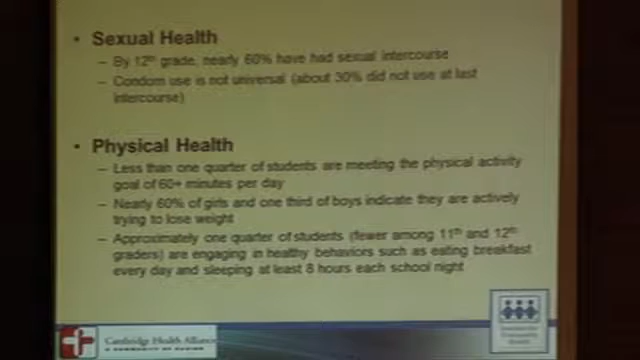 • Sexual Health
– By 12th grade, nearly 60% have had sexual intercourse
– Condom use is not universal (about 30% did not use at last
intercourse)
• Physical Health
– Less than one quarter of students are meeting the physical activity
goal of 60+ minutes per day
– Nearly 60% of girls and one third of boys indicate they are actively
trying to lose weight
– Approximately one quarter of students (fewer among 11th and 12th
graders) are engaging in healthy behaviors such as eating breakfast
every day and sleeping at least 8 hours each school night
Cambridge Health Alliance